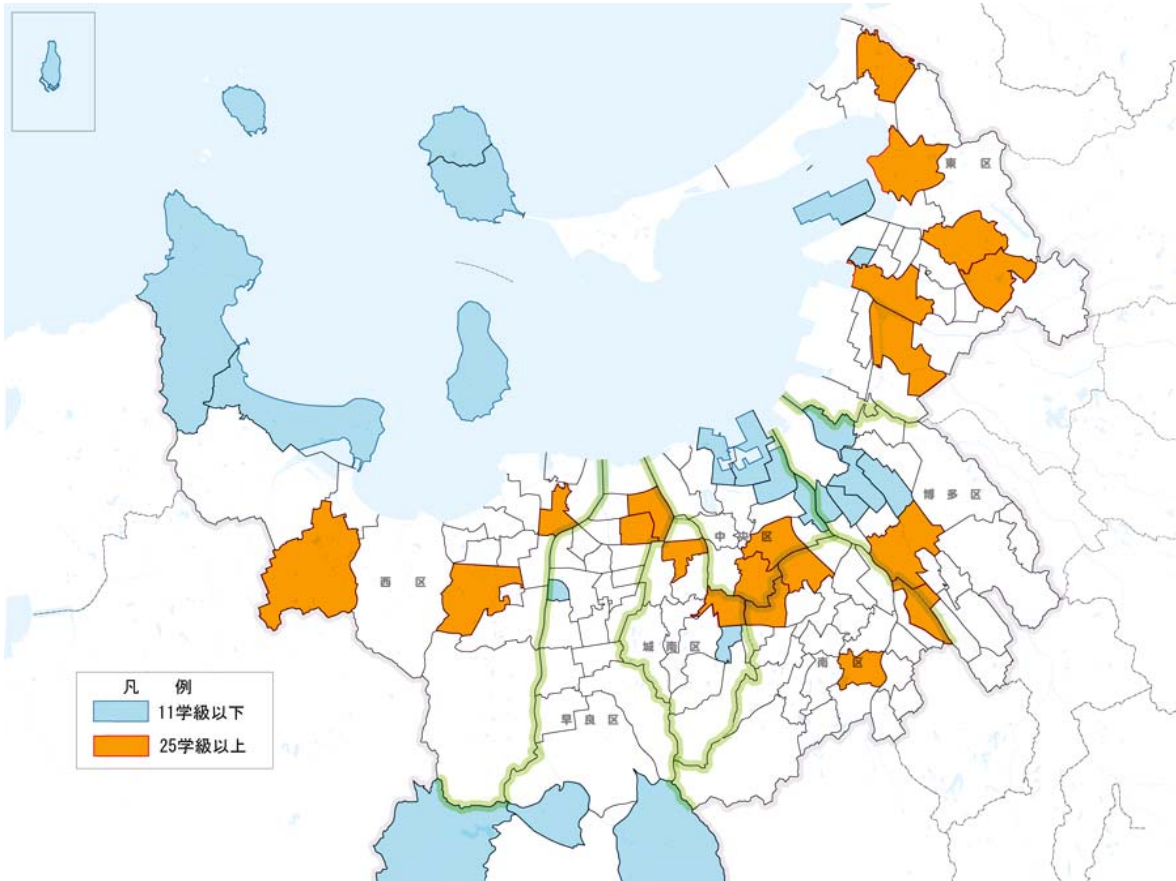 東 区
博多区
中央区
西 区
城南区
南 区
早良区
凡 例
11学級以下
25学級以上